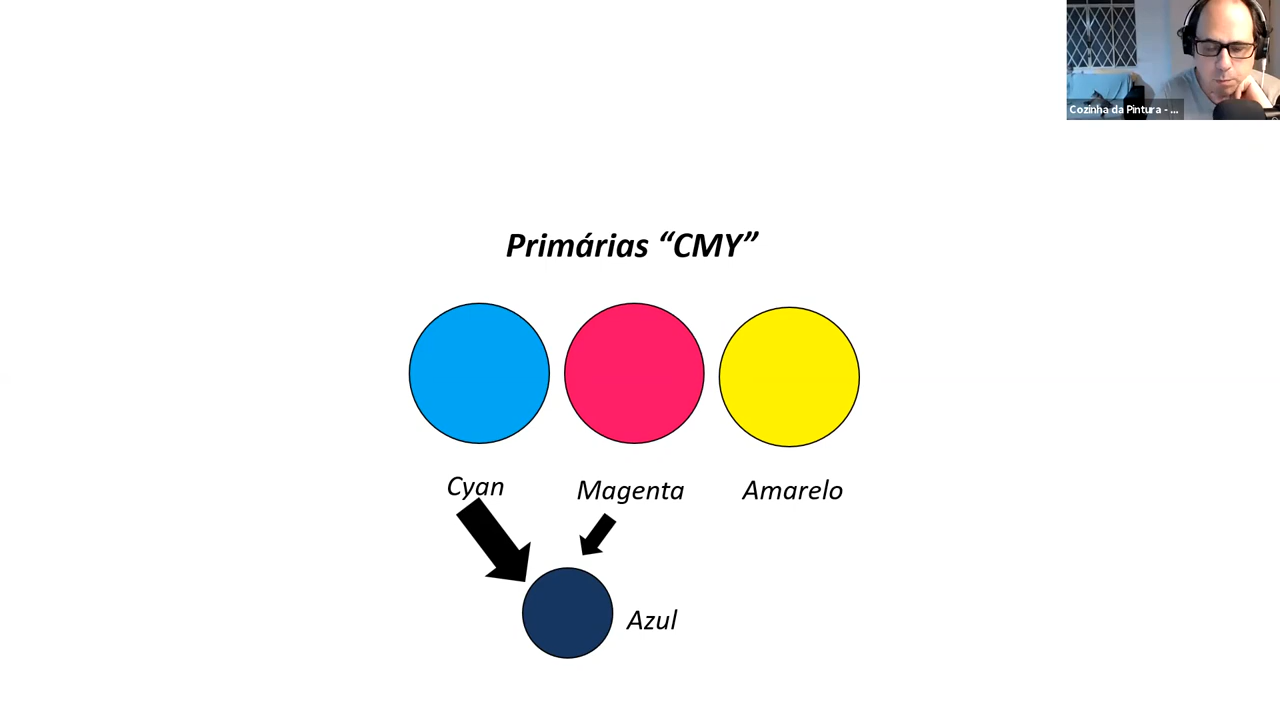 Cozinha da Pintura - ...
Primárias “CMY”
Cyan
Magenta
Amarelo
Azul